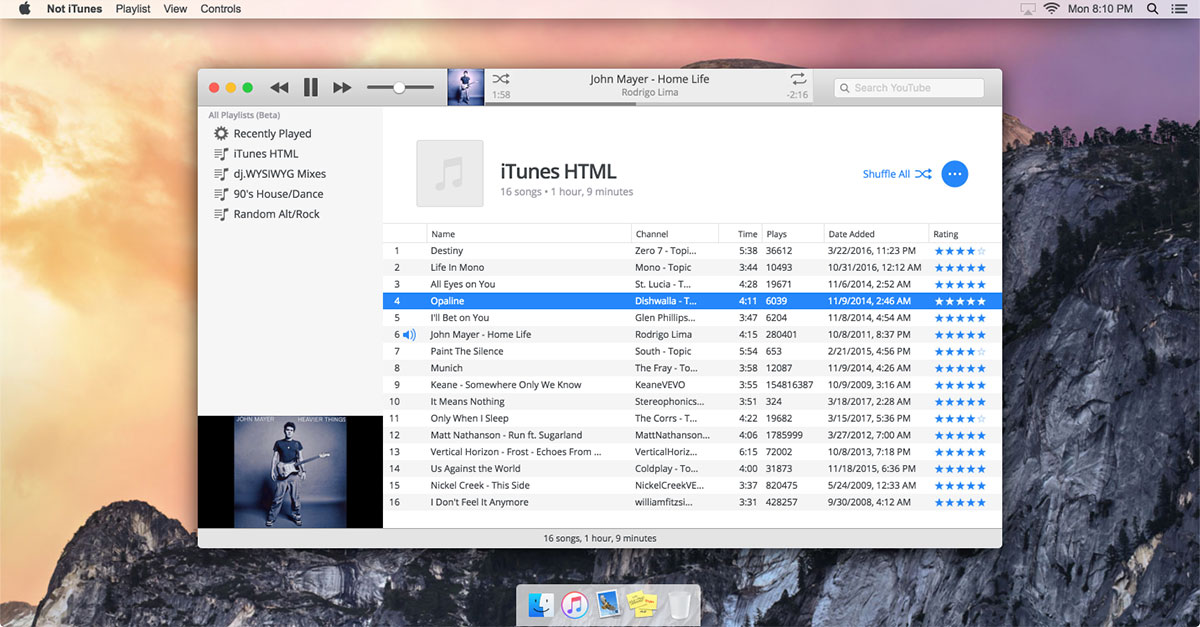 Not iTunes Playlist View Controls Mon 8:10 PM
John Mayer - Home Life
1:58 Rodrigo Lima -2:16
Search YouTube
All Playlists (Beta)
Recently Played
iTunes HTML
dj.WYSIWYG Mixes
90's House/Dance
Random Alt/Rock
JOHN MAYER HEAVIER THINGS
iTunes HTML
16 songs • 1 hour, 9 minutes
Shuffle All
Name Channel Time Plays Date Added Rating
1 Destiny Zero 7 - Topi... 5:38 36612 3/22/2016, 11:23 PM ★★★★☆
2 Life In Mono Mono - Topic 3:44 10493 10/31/2016, 12:12 AM ★★★★★
3 All Eyes on You St. Lucia - T... 4:28 19671 11/6/2014, 2:52 AM ★★★★★
4 Opaline Dishwalla - T... 4:11 6039 11/9/2014, 2:46 AM ★★★★★
5 I'll Bet on You Glen Phillips... 3:47 6204 11/8/2014, 4:54 AM ★★★★★
6 John Mayer - Home Life Rodrigo Lima 4:15 280401 10/8/2011, 8:37 PM ★★★★★
7 Paint The Silence South - Topic 5:54 653 2/21/2015, 4:56 PM ★★★★☆
8 Munich The Fray - To... 3:58 12087 11/9/2014, 4:26 AM ★★★★★
9 Keane - Somewhere Only We Know KeaneVEVO 3:55 154816387 10/9/2009, 3:16 AM ★★★★★
10 It Means Nothing Stereophonics... 3:51 324 3/18/2017, 2:28 AM ★★★★★
11 Only When I Sleep The Corrs - T... 4:22 19682 3/15/2017, 5:36 PM ★★★★☆
12 Matt Nathanson - Run ft. Sugarland MattNathanson... 4:06 1785999 3/27/2012, 7:00 AM ★★★★★
13 Vertical Horizon - Frost - Echoes From ... VerticalHoriz... 6:15 72002 10/8/2013, 7:18 PM ★★★★★
14 Us Against the World Coldplay - To... 4:00 31873 11/18/2015, 6:36 PM ★★★★★
15 Nickel Creek - This Side NickelCreekVE... 3:37 820475 5/24/2009, 12:33 AM ★★★★★
16 I Don't Feel It Anymore williamfitzsi... 3:31 428257 9/30/2008, 4:12 AM ★★★★★
16 songs, 1 hour, 9 minutes